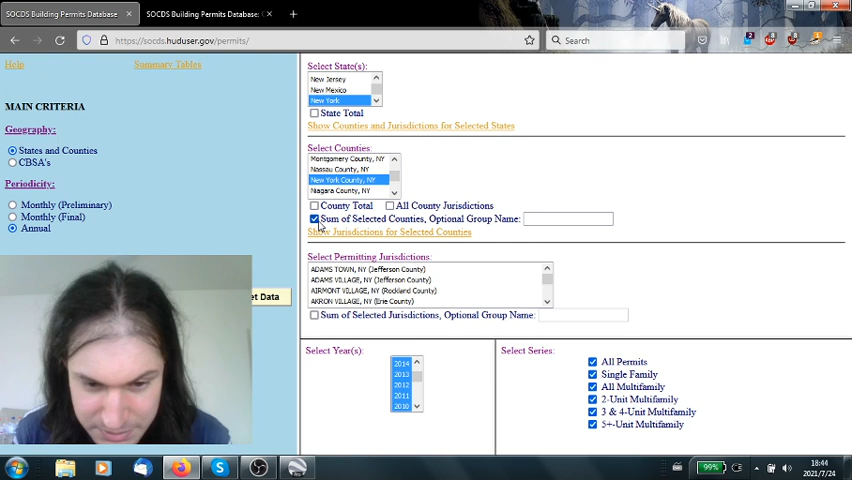 SOCDS Building Permits Database
SOCDS Building Permits Database: C
https://socds.huduser.gov/permits/
Search
2
8
8
Help
Summary Tables
MAIN CRITERIA
Geography:
States and Counties
CBSA's
Periodicity:
Monthly (Preliminary)
Monthly (Final)
Annual
et Data
Select State(s):
New Jersey
New Mexico
New York
State Total
Show Counties and Jurisdictions for Selected States
Select Counties:
Montgomery County, NY
Nassau County, NY
New York County, NY
Niagara County, NY
County Total
All County Jurisdictions
Sum of Selected Counties, Optional Group Name:
Show Jurisdictions for Selected Counties
Select Permitting Jurisdictions:
ADAMS TOWN, NY (Jefferson County)
ADAMS VILLAGE, NY (Jefferson County)
AIRMONT VILLAGE, NY (Rockland County)
AKRON VILLAGE, NY (Erie County)
Sum of Selected Jurisdictions, Optional Group Name:
Select Year(s):
2014
2013
2012
2011
2010
Select Series:
All Permits
Single Family
All Multifamily
2-Unit Multifamily
3 & 4-Unit Multifamily
5+-Unit Multifamily
99%
18:44
2021/7/24